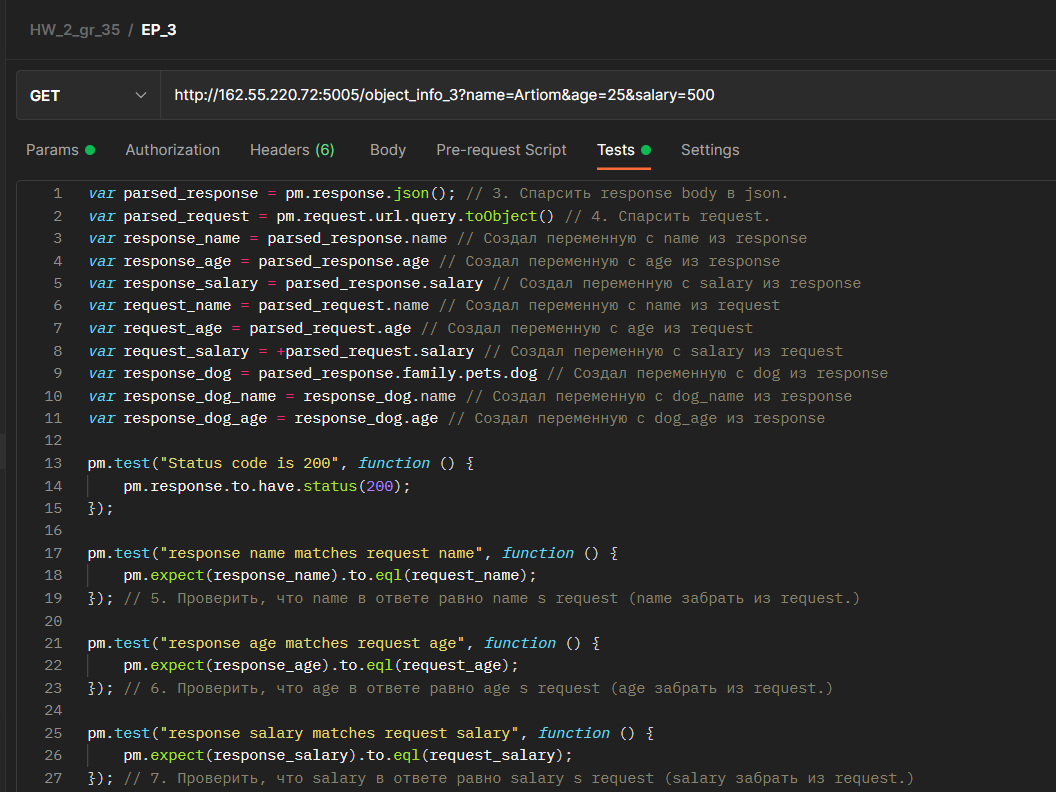 HW_2_gr_35 / EP_3
GET http://162.55.220.72:5005/object_info_3?name=Artiom&age=25&salary=500
Params Authorization Headers (6) Body Pre-request Script Tests Settings
1 var parsed_response = pm.response.json(); // 3. Спарсить response body в json.
2 var parsed_request = pm.request.url.query.toObject() // 4. Спарсить request.
3 var response_name = parsed_response.name // Создал переменную с name из response
4 var response_age = parsed_response.age // Создал переменную с age из response
5 var response_salary = parsed_response.salary // Создал переменную с salary из response
6 var request_name = parsed_request.name // Создал переменную с name из request
7 var request_age = parsed_request.age // Создал переменную с age из request
8 var request_salary = +parsed_request.salary // Создал переменную с salary из request
9 var response_dog = parsed_response.family.pets.dog // Создал переменную с dog из response
10 var response_dog_name = response_dog.name // Создал переменную с dog_name из response
11 var response_dog_age = response_dog.age // Создал переменную с dog_age из response
12
13 pm.test("Status code is 200", function () {
14 pm.response.to.have.status(200);
15 });
16
17 pm.test("response name matches request name", function () {
18 pm.expect(response_name).to.eql(request_name);
19 }); // 5. Проверить, что name в ответе равно name s request (name забрать из request.)
20
21 pm.test("response age matches request age", function () {
22 pm.expect(response_age).to.eql(request_age);
23 }); // 6. Проверить, что age в ответе равно age s request (age забрать из request.)
24
25 pm.test("response salary matches request salary", function () {
26 pm.expect(response_salary).to.eql(request_salary);
27 }); // 7. Проверить, что salary в ответе равно salary s request (salary забрать из request.)